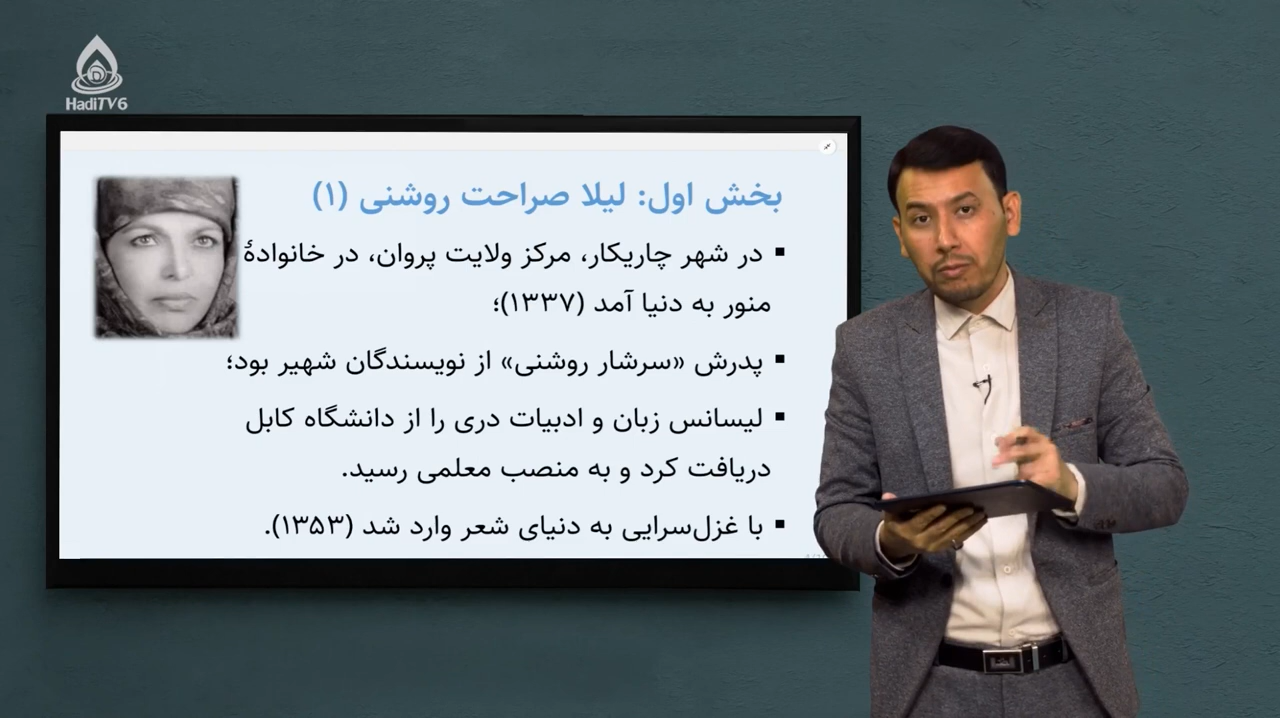 HadiTV6
بخش اول: لیلا صراحت روشنی (۱)
▪ در شهر چاریکار، مرکز ولایت پروان، در خانوادهٔ
منور به دنیا آمد (۱۳۳۷)؛
▪ پدرش «سرشار روشنی» از نویسندگان شهیر بود؛
▪ لیسانس زبان و ادبیات دری را از دانشگاه کابل
دریافت کرد و به منصب معلمی رسید.
▪ با غزل‌سرایی به دنیای شعر وارد شد (۱۳۵۳).